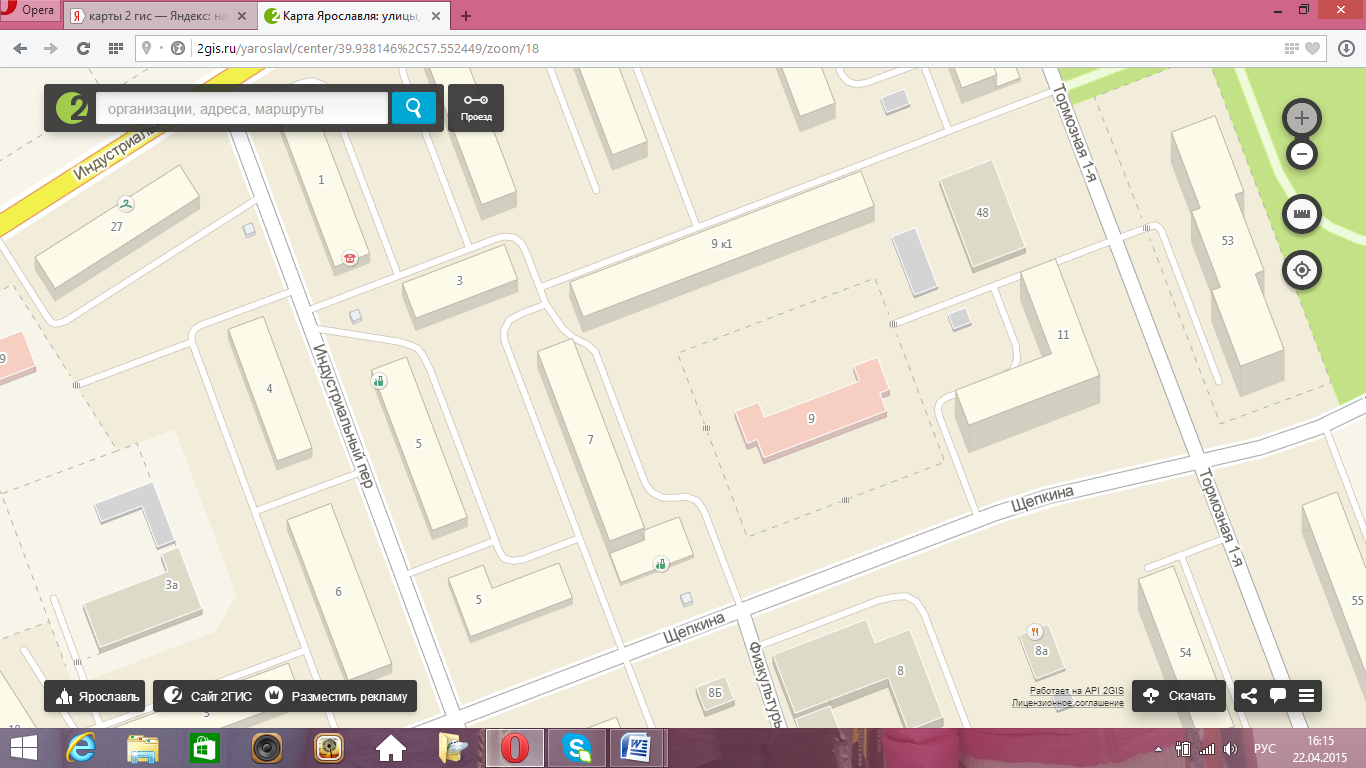 Opera
карты 2 гис — Яндекс: на
Карта Ярославля: улицы,
2gis.ru/yaroslavl/center/39.938146%2C57.552449/zoom/18
организации, адреса, маршруты
Проезд
Индустриаль
Тормозная 1-я
1
48
27
53
9 к1
3
11
9
4
Индустриальный пер
5
7
9
Щепкина
Тормозная 1-я
3а
6
5
55
Щепкина
Физкультуры
8
8а
54
8Б
Ярославль
Сайт 2ГИС
Разместить рекламу
3
Работает на API 2GIS
Лицензионное соглашение
Скачать
РУС
16:15
22.04.2015